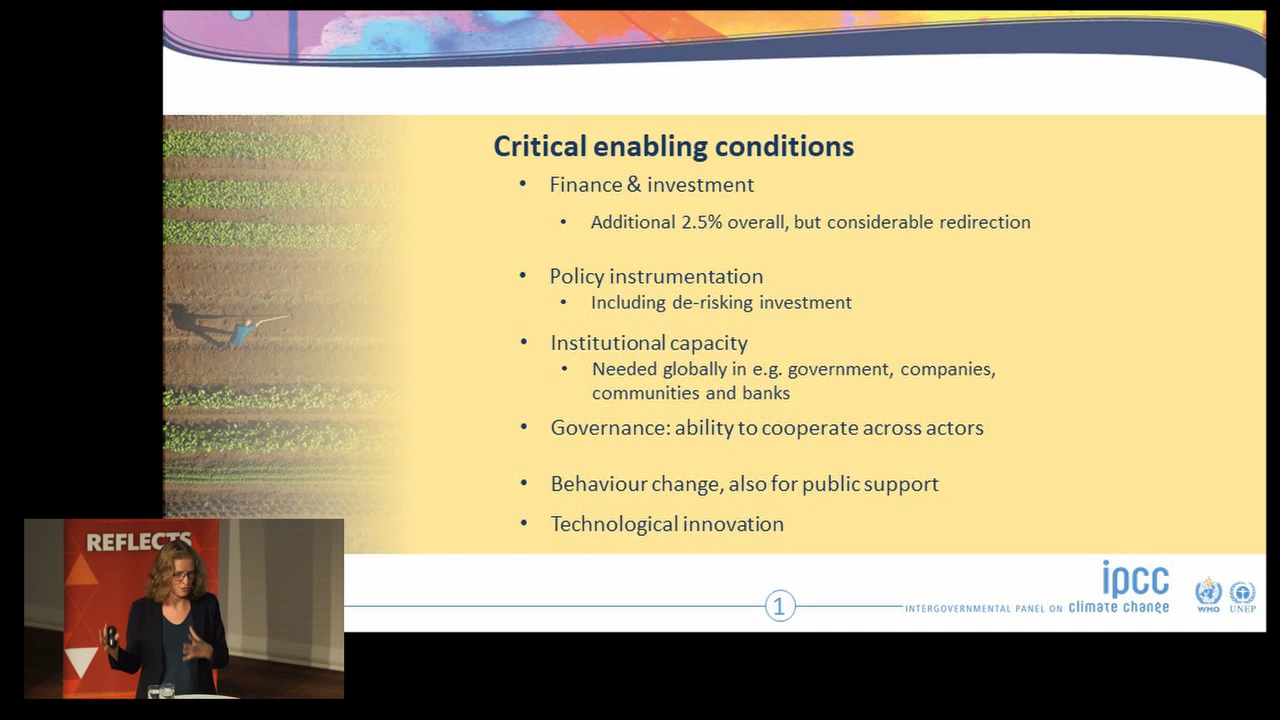 Critical enabling conditions
• Finance & investment
• Additional 2.5% overall, but considerable redirection
• Policy instrumentation
• Including de-risking investment
• Institutional capacity
• Needed globally in e.g. government, companies,
communities and banks
• Governance: ability to cooperate across actors
• Behaviour change, also for public support
• Technological innovation
REFLECTS
1
ipcc
INTERGOVERNMENTAL PANEL ON climate change
WMO
UNEP